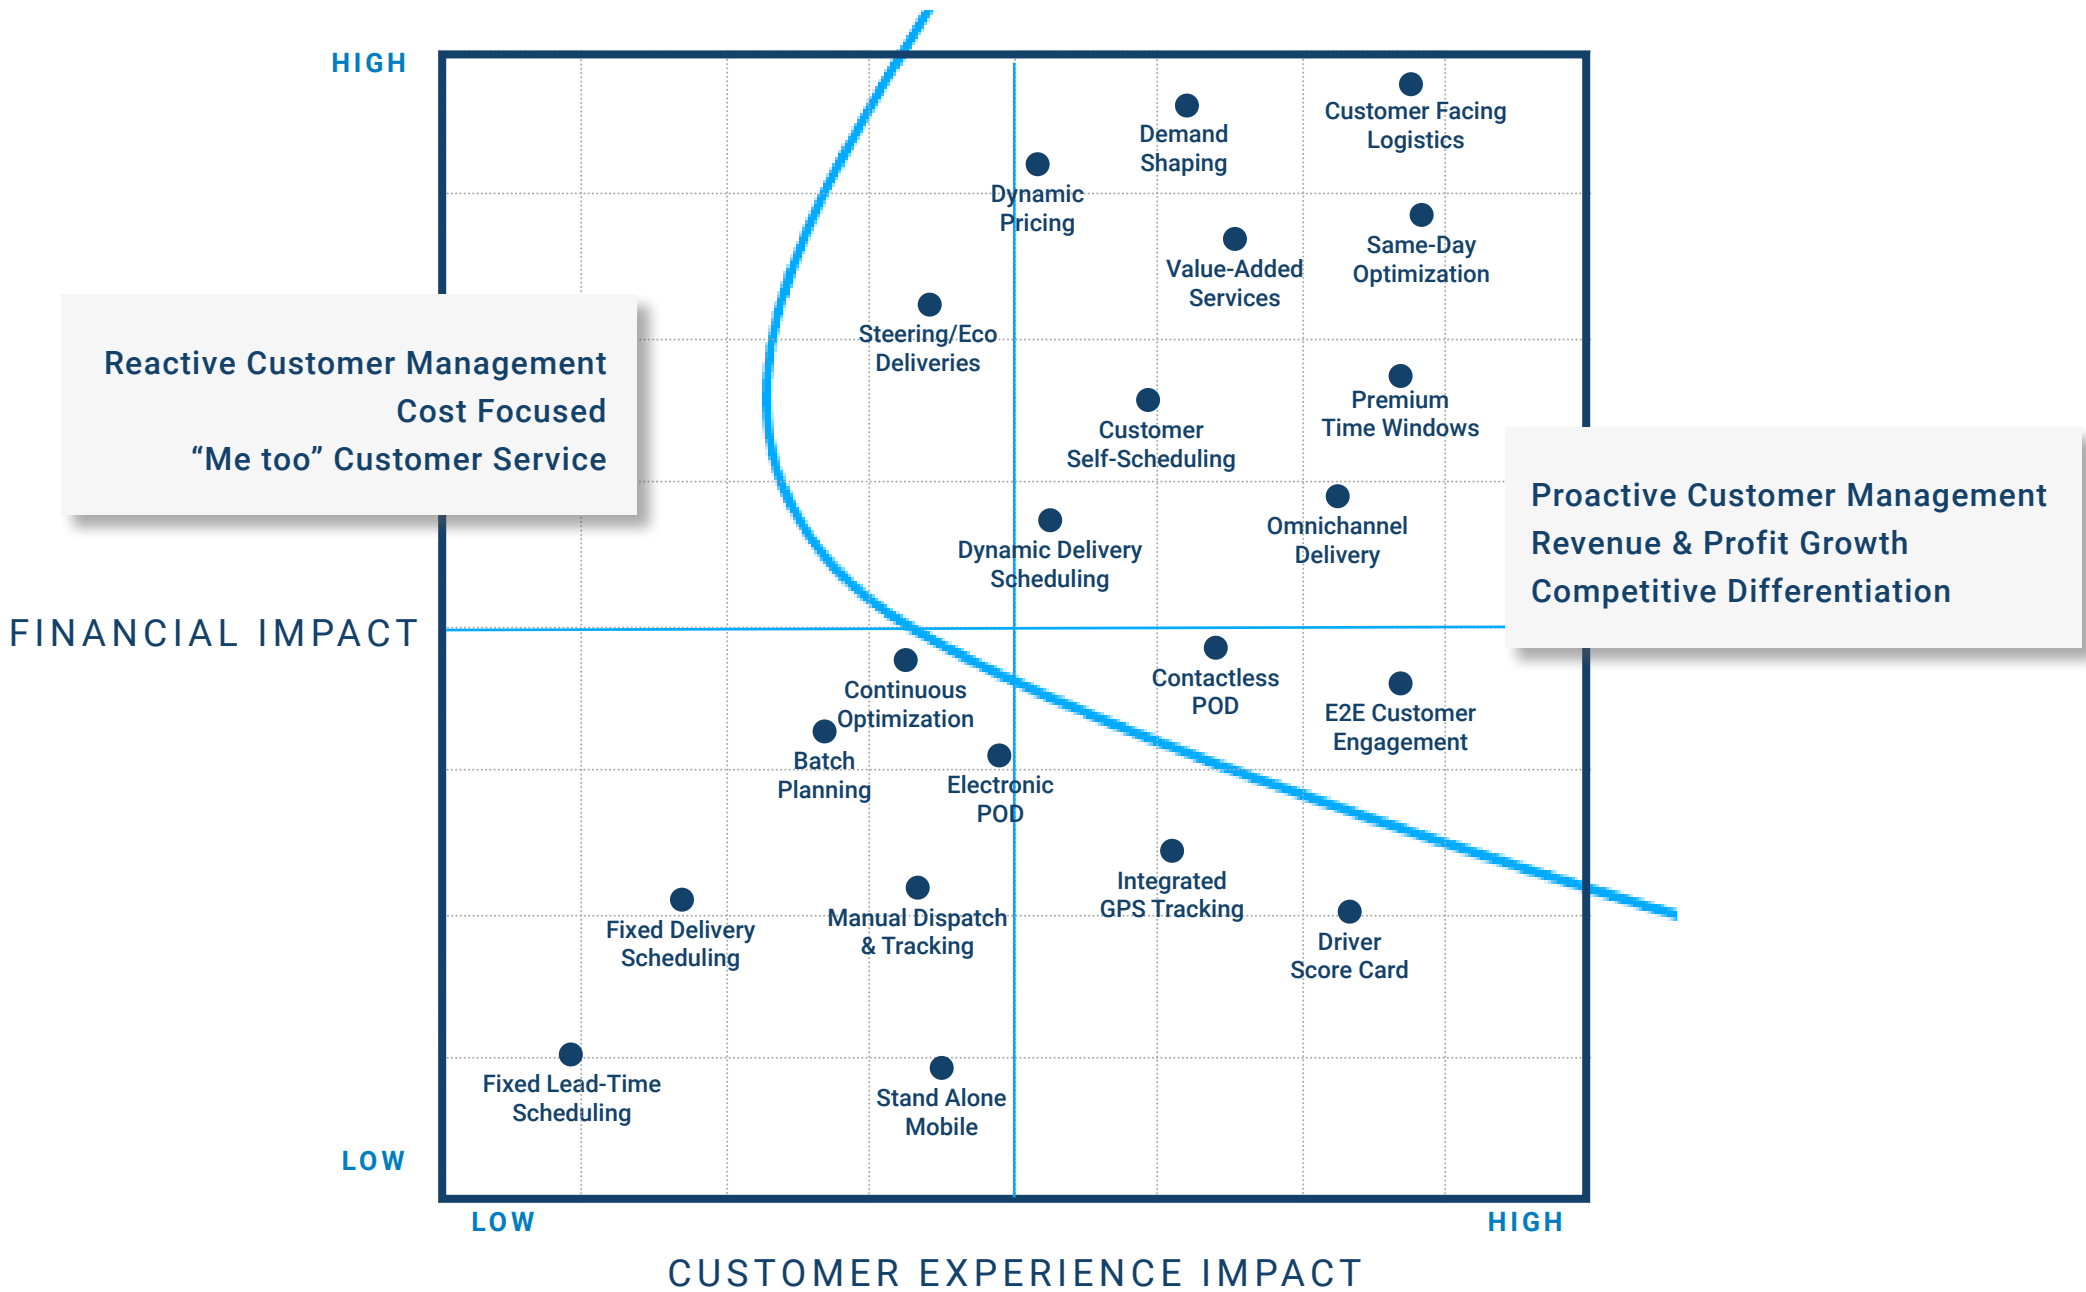 HIGH
Customer Facing
Logistics
Demand
Shaping
Dynamic
Pricing
Same-Day
Optimization
Value-Added
Services
Steering/Eco
Deliveries
Reactive Customer Management
Cost Focused
“Me too” Customer Service
Premium
Time Windows
Customer
Self-Scheduling
Proactive Customer Management
Revenue & Profit Growth
Competitive Differentiation
Omnichannel
Delivery
Dynamic Delivery
Scheduling
FINANCIAL IMPACT
Contactless
POD
E2E Customer
Engagement
Continuous
Optimization
Batch
Planning
Electronic
POD
Integrated
GPS Tracking
Manual Dispatch
& Tracking
Fixed Delivery
Scheduling
Driver
Score Card
Fixed Lead-Time
Scheduling
Stand Alone
Mobile
LOW
LOW
HIGH
CUSTOMER EXPERIENCE IMPACT